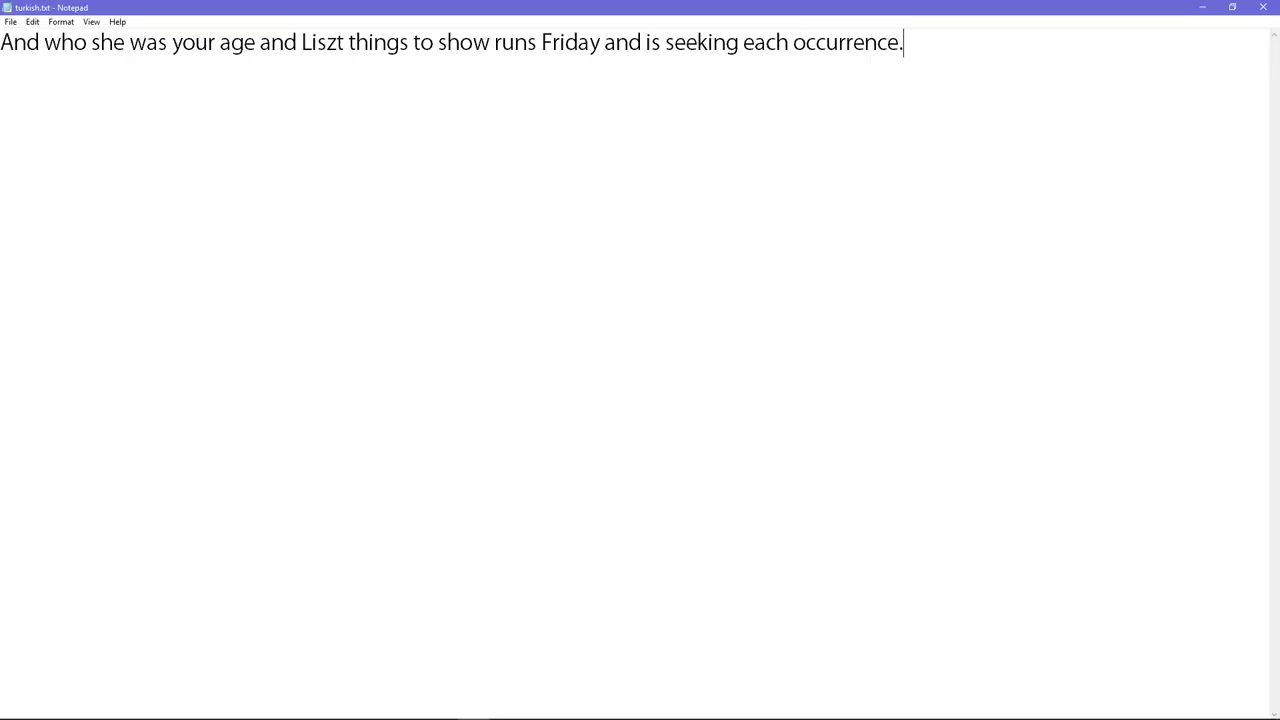 turkish.txt - Notepad
File Edit Format View Help
And who she was your age and Liszt things to show runs Friday and is seeking each occurrence.